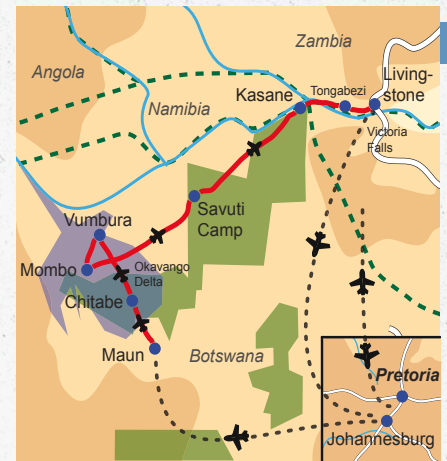 Zambia
Angola
Living-
stone
Tongabezi
Kasane
Namibia
Victoria
Falls
Savuti
Camp
Vumbura
Mombo
Okavango
Delta
Chitabe
Maun
Botswana
Pretoria
Johannesburg